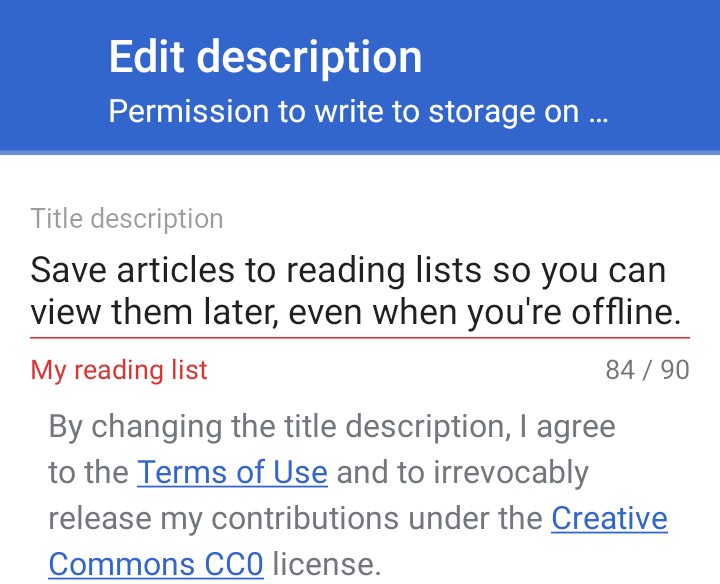 Edit description
Permission to write to storage on ...
Title description
Save articles to reading lists so you can
view them later, even when you're offline.
My reading list
84 / 90
By changing the title description, I agree
to the Terms of Use and to irrevocably
release my contributions under the Creative
Commons CC0 license.